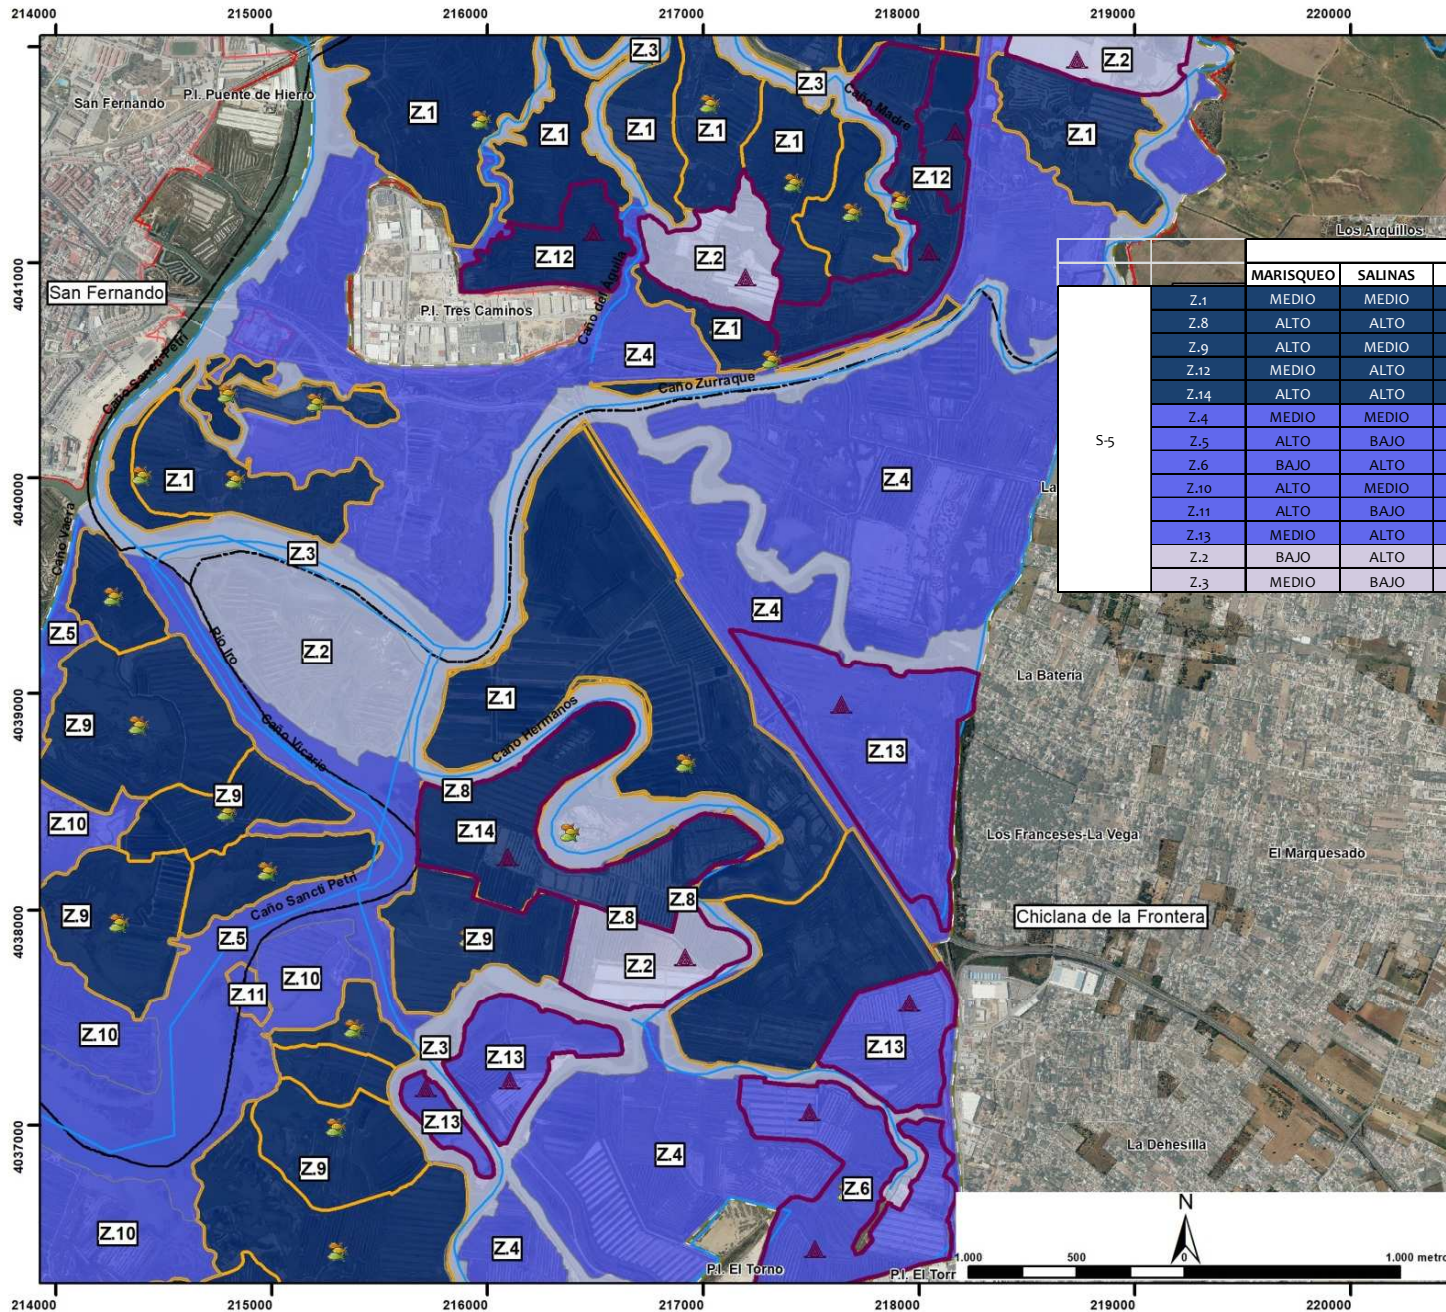 214000 215000 216000 217000 218000 219000 220000
Z.3
Z.2
Z.3
P.I. Puente de Hierro
San Fernando
Z.1
Caño Madre
Z.1
Z.1
Z.1
Z.1
Z.1
Z.12
Los Arquillos
Z.12
Z.2
4041000
San Fernando
P.I. Tres Caminos
Caño del Águila
Z.1
Z.4
MARISQUEO SALINAS
Z.1 MEDIO MEDIO
Z.8 ALTO ALTO
Z.9 ALTO MEDIO
Z.12 MEDIO ALTO
Z.14 ALTO ALTO
Z.4 MEDIO MEDIO
S-5 Z.5 ALTO BAJO
Z.6 BAJO ALTO
Z.10 ALTO MEDIO
Z.11 ALTO BAJO
Z.13 MEDIO ALTO
Z.2 BAJO ALTO
Z.3 MEDIO BAJO
Caño Sancti Petri
Caño Zurraque
4040000
Z.1
Z.4
La
Caño Vaera
Z.3
Z.4
Z.5
Río Iro
Z.2
La Batería
4039000
Z.9
Z.1
Caño Hermanos
Caño Vicario
Z.13
Z.9
Z.8
Z.10
Z.14
Los Franceses-La Vega
El Marquesado
Caño Sancti Petri
Z.8
4038000
Z.9
Z.8
Chiclana de la Frontera
Z.5
Z.9
Z.2
Z.10
Z.11
Z.10
Z.3
Z.13
Z.13
4037000
Z.13
La Dehesilla
Z.9
Z.4
Z.6
N
Z.10
Z.4
1.000 500 0 1.000 metro
P.I. El Torno
P.I. El Torr
214000 215000 216000 217000 218000 219000 220000